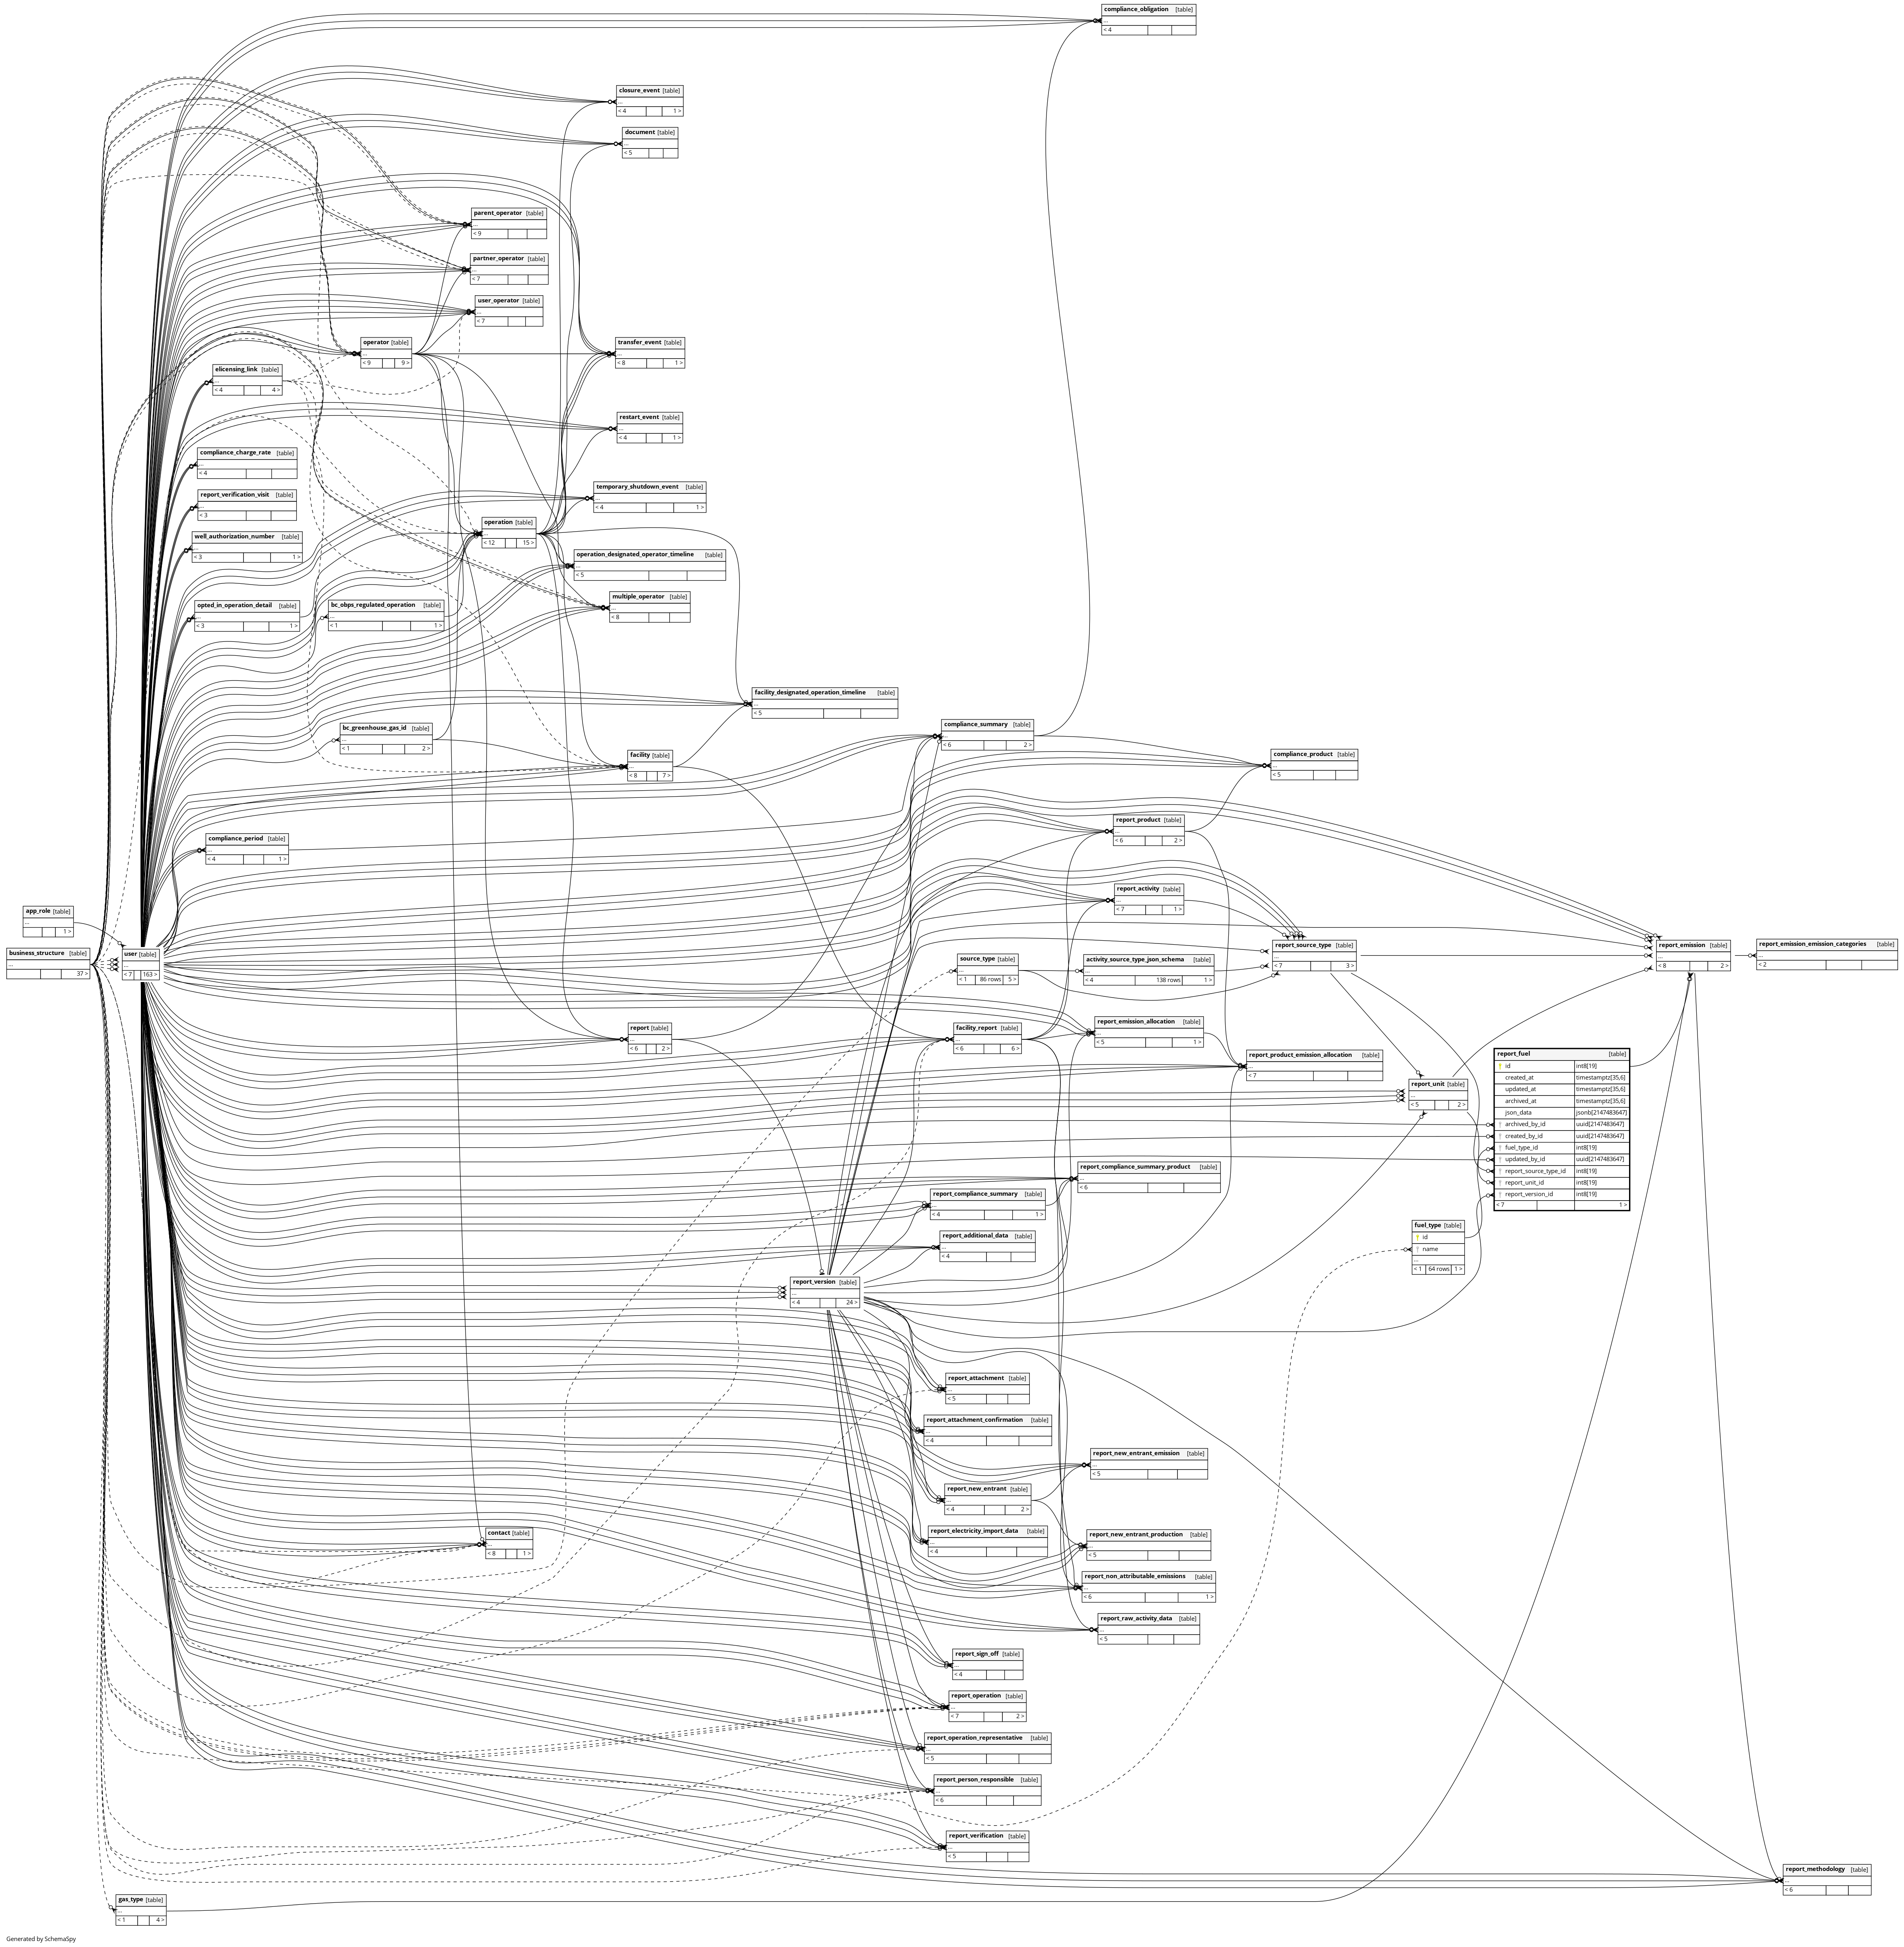 compliance_obligation [table]
...
< 4
closure_event [table]
...
< 4 1 >
document [table]
...
< 5
parent_operator [table]
...
< 9
partner_operator [table]
...
< 7
user_operator [table]
...
< 7
operator [table]
...
< 9 9 >
transfer_event [table]
...
< 8 1 >
elicensing_link [table]
...
< 4 4 >
restart_event [table]
...
< 4 1 >
compliance_charge_rate [table]
...
< 4
temporary_shutdown_event [table]
...
< 4 1 >
report_verification_visit [table]
...
< 3
operation [table]
...
< 12 15 >
well_authorization_number [table]
...
< 3 1 >
operation_designated_operator_timeline [table]
...
< 5
multiple_operator [table]
...
< 8
opted_in_operation_detail [table]
...
< 3 1 >
bc_obps_regulated_operation [table]
...
< 1 1 >
facility_designated_operation_timeline [table]
...
< 5
bc_greenhouse_gas_id [table]
...
< 1 2 >
compliance_summary [table]
...
< 6 2 >
facility [table]
...
< 8 7 >
compliance_product [table]
...
< 5
report_product [table]
...
< 6 2 >
compliance_period [table]
...
< 4 1 >
report_activity [table]
...
< 7 1 >
app_role [table]
...
1 >
business_structure [table]
...
37 >
user [table]
...
< 7 163 >
report_source_type [table]
...
< 7 3 >
report_emission [table]
...
< 8 2 >
report_emission_emission_categories [table]
...
< 2
source_type [table]
...
< 1 86 rows 5 >
activity_source_type_json_schema [table]
...
< 4 138 rows 1 >
report [table]
...
< 6 2 >
facility_report [table]
...
< 6 6 >
report_emission_allocation [table]
...
< 5 1 >
report_product_emission_allocation [table]
...
< 7
report_unit [table]
...
< 5 2 >
report_fuel [table]
id int8[19]
created_at timestamptz[35,6]
updated_at timestamptz[35,6]
archived_at timestamptz[35,6]
json_data jsonb[2147483647]
archived_by_id uuid[2147483647]
created_by_id uuid[2147483647]
fuel_type_id int8[19]
updated_by_id uuid[2147483647]
report_source_type_id int8[19]
report_unit_id int8[19]
report_version_id int8[19]
< 7 1 >
report_compliance_summary_product [table]
...
< 6
report_compliance_summary [table]
...
< 4 1 >
fuel_type [table]
id
name
...
< 1 64 rows 1 >
report_additional_data [table]
...
< 4
report_version [table]
...
< 4 24 >
report_attachment [table]
...
< 5
report_attachment_confirmation [table]
...
< 4
report_new_entrant_emission [table]
...
< 5
report_new_entrant [table]
...
< 4 2 >
report_electricity_import_data [table]
...
< 4
contact [table]
...
< 8 1 >
report_new_entrant_production [table]
...
< 5
report_non_attributable_emissions [table]
...
< 6 1 >
report_raw_activity_data [table]
...
< 5
report_sign_off [table]
...
< 4
report_operation [table]
...
< 7 2 >
report_operation_representative [table]
...
< 5
report_person_responsible [table]
...
< 6
report_verification [table]
...
< 5
report_methodology [table]
...
< 6
gas_type [table]
...
< 1 4 >
Generated by SchemaSpy